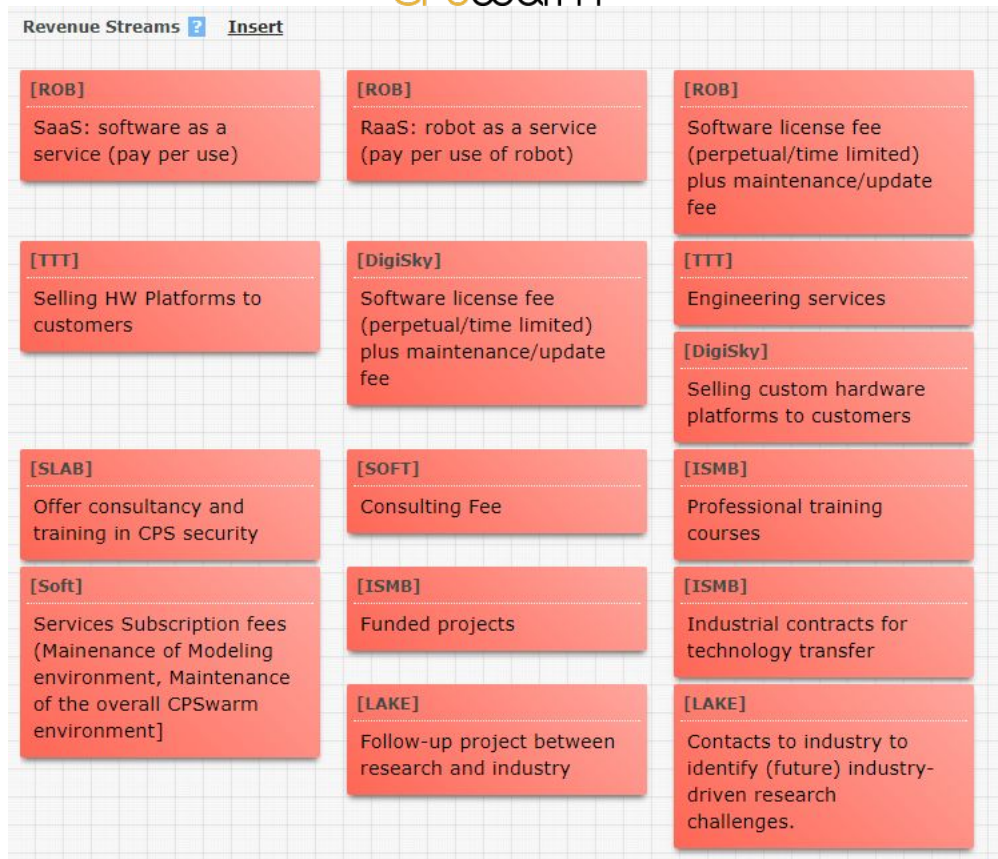 Revenue Streams ? Insert
[ROB]
SaaS: software as a
service (pay per use)
[ROB]
RaaS: robot as a service
(pay per use of robot)
[ROB]
Software license fee
(perpetual/time limited)
plus maintenance/update
fee
[TTT]
Selling HW Platforms to
customers
[DigiSky]
Software license fee
(perpetual/time limited)
plus maintenance/update
fee
[TTT]
Engineering services
[DigiSky]
Selling custom hardware
platforms to customers
[SLAB]
Offer consultancy and
training in CPS security
[SOFT]
Consulting Fee
[ISMB]
Professional training
courses
[Soft]
Services Subscription fees
(Mainenance of Modeling
environment, Maintenance
of the overall CPSwarm
environment]
[ISMB]
Funded projects
[ISMB]
Industrial contracts for
technology transfer
[LAKE]
Follow-up project between
research and industry
[LAKE]
Contacts to industry to
identify (future) industry-
driven research
challenges.